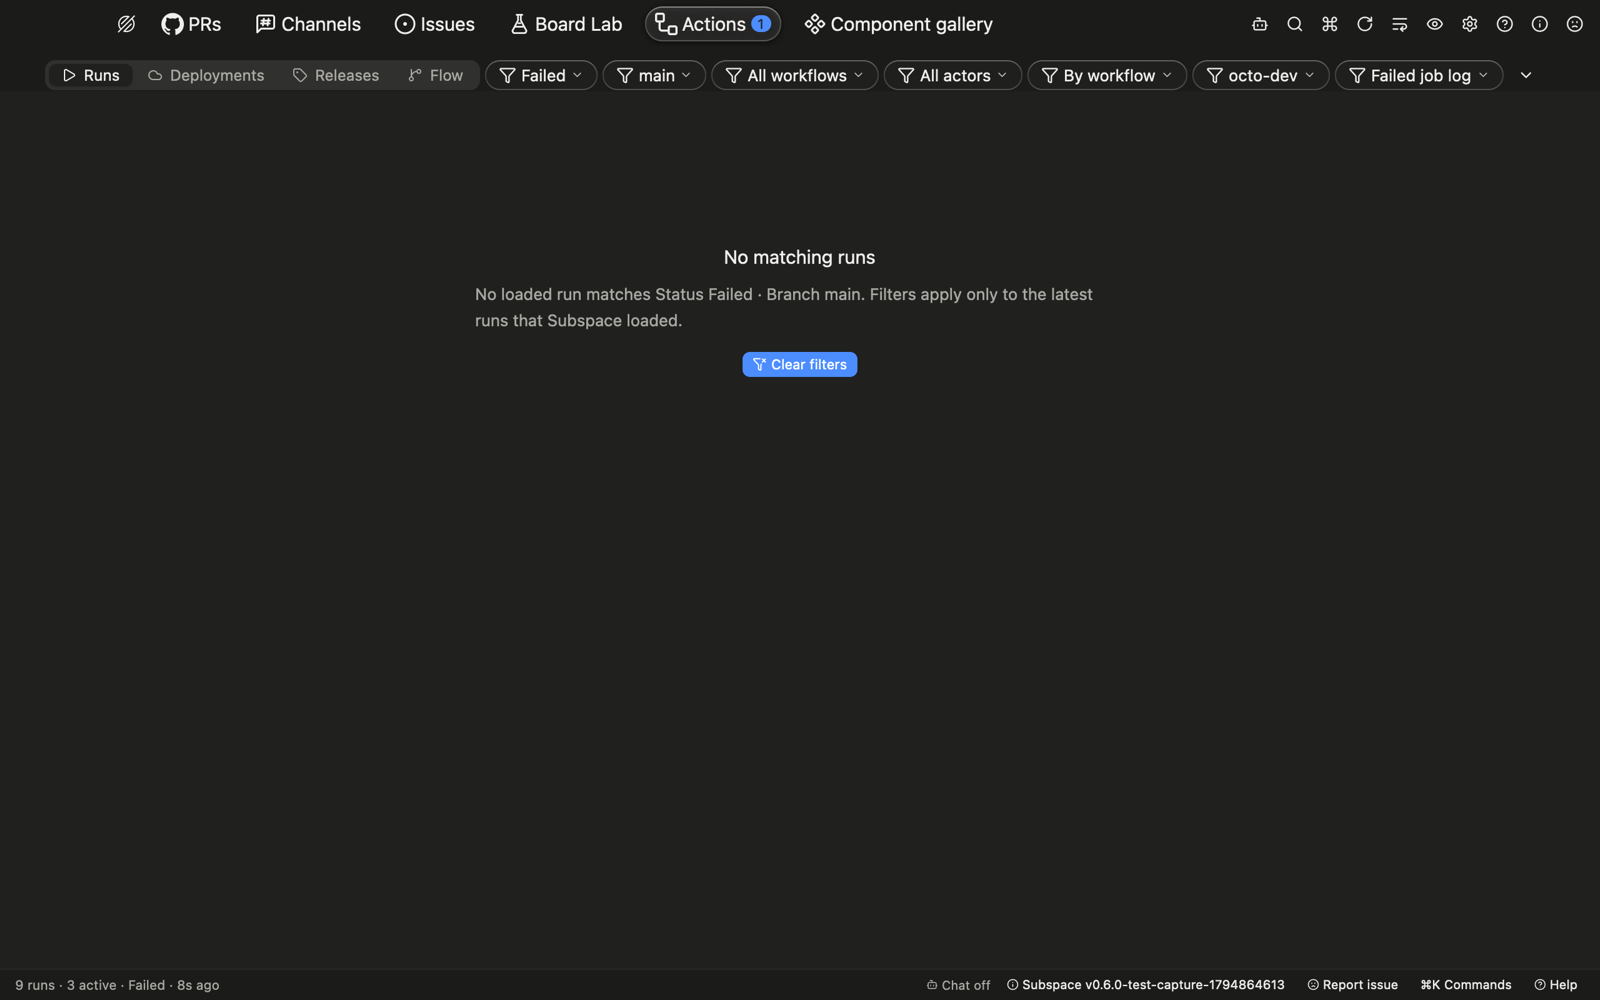 PRs
Channels
Issues
Board Lab
Actions 1
Component gallery
Runs
Deployments
Releases
Flow
Failed
main
All workflows
All actors
By workflow
octo-dev
Failed job log
No matching runs
No loaded run matches Status Failed · Branch main. Filters apply only to the latest
runs that Subspace loaded.
Clear filters
9 runs · 3 active · Failed · 8s ago
Chat off
Subspace v0.6.0-test-capture-1794864613
Report issue
⌘K Commands
Help